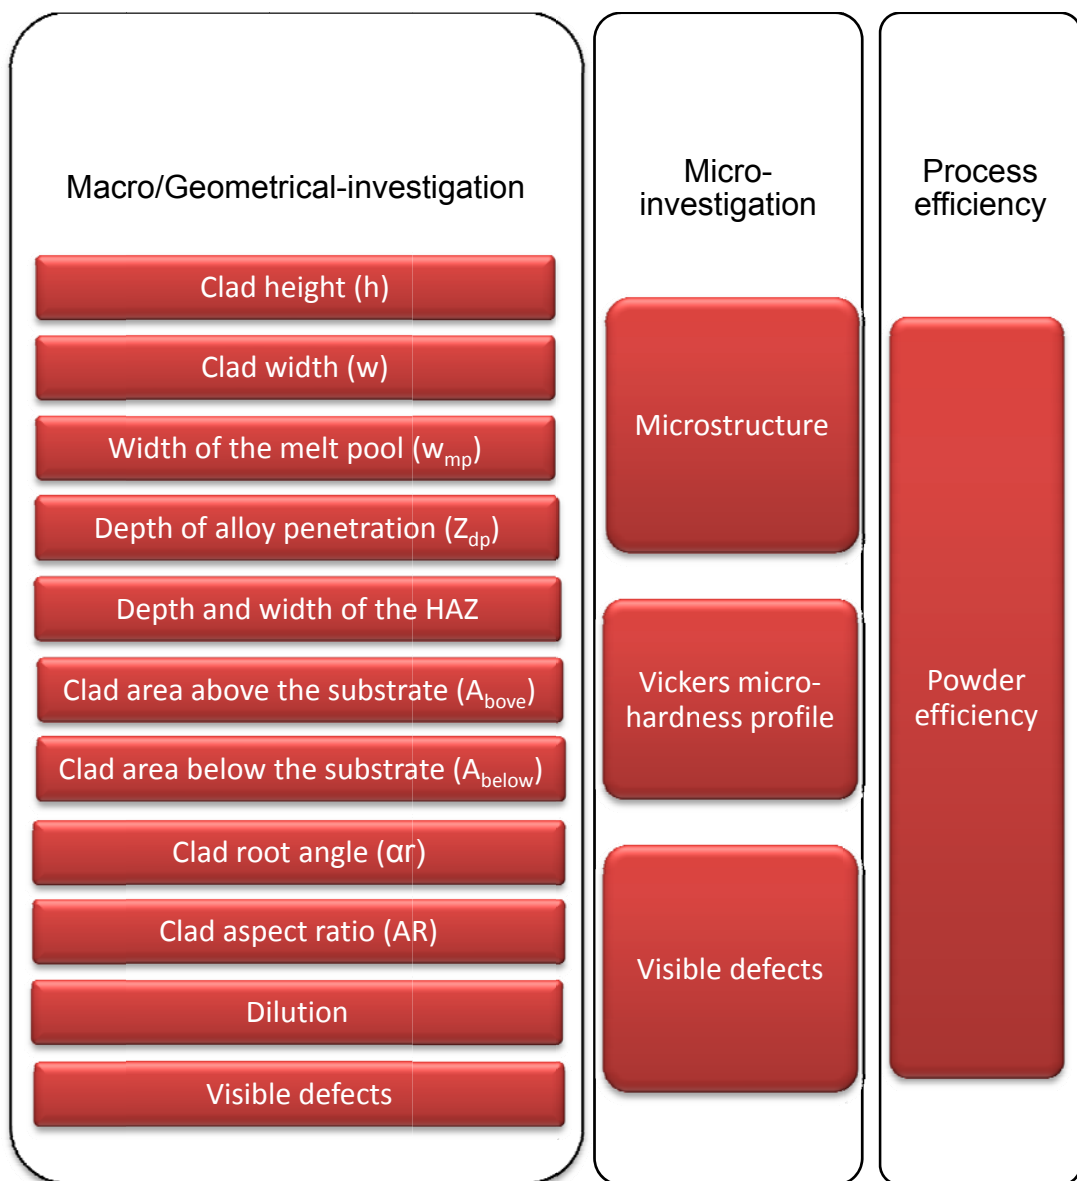 Macro/Geometrical-investigation
Clad height (h)
Clad width (w)
Width of the melt pool (wmp)
Depth of alloy penetration (Zdp)
Depth and width of the HAZ
Clad area above the substrate (Above)
Clad area below the substrate (Abelow)
Clad root angle (αr)
Clad aspect ratio (AR)
Dilution
Visible defects
Micro-
investigation
Microstructure
Vickers micro-
hardness profile
Visible defects
Process
efficiency
Powder
efficiency